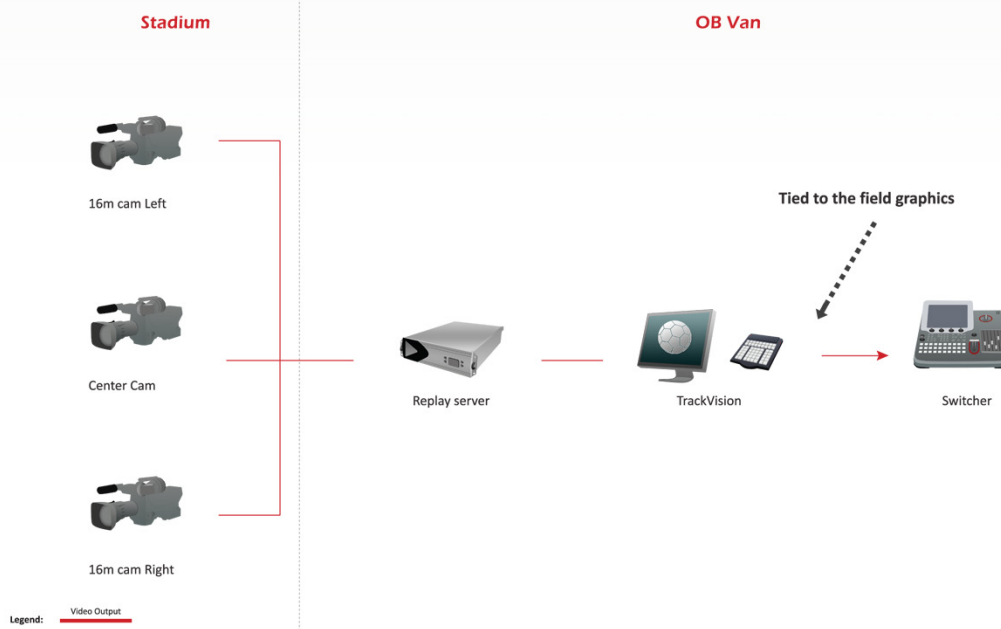 Stadium
OB Van
16m cam Left
Tied to the field graphics
Center Cam
Replay server
TrackVision
Switcher
16m cam Right
Legend:
Video Output